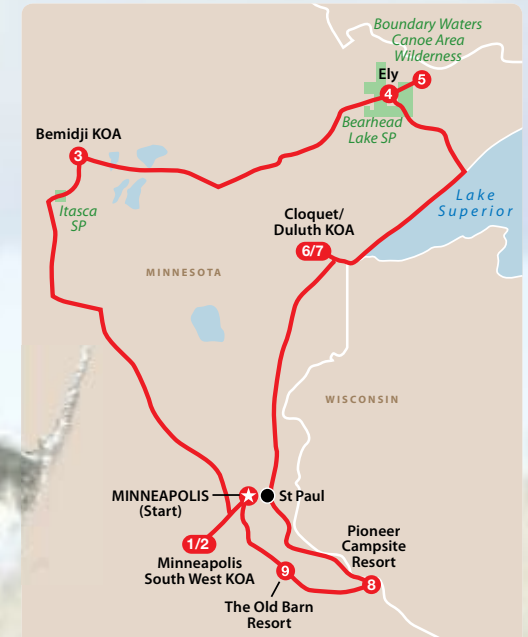 Boundary Waters
Canoe Area
Wilderness
Ely
5
4
Bearhead
Lake SP
Bemidji KOA
3
Itasca
SP
Lake
Superior
Cloquet/
Duluth KOA
6/7
MINNESOTA
WISCONSIN
MINNEAPOLIS
(Start)
St Paul
1/2
Minneapolis
South West KOA
Pioneer
Campsite
Resort
9
8
The Old Barn
Resort